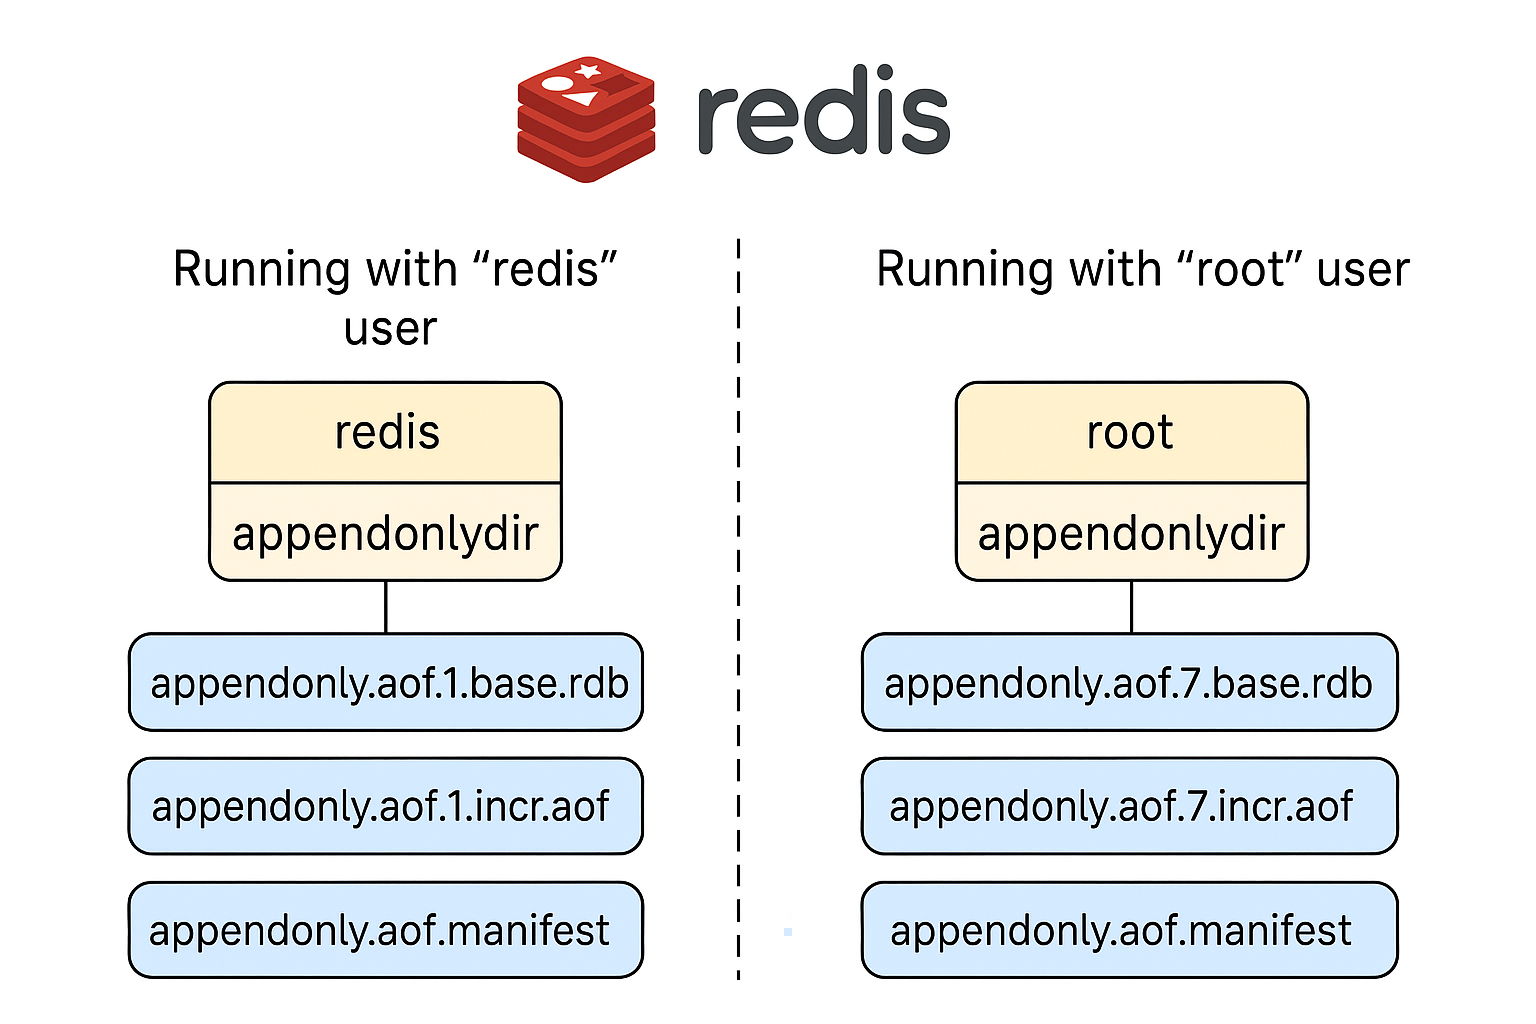 redis
Running with “redis”
user
redis
appendonlydir
appendonly.aof.1.base.rdb
appendonly.aof.1.incr.aof
appendonly.aof.manifest
Running with “root” user
root
appendonlydir
appendonly.aof.7.base.rdb
appendonly.aof.7.incr.aof
appendonly.aof.manifest